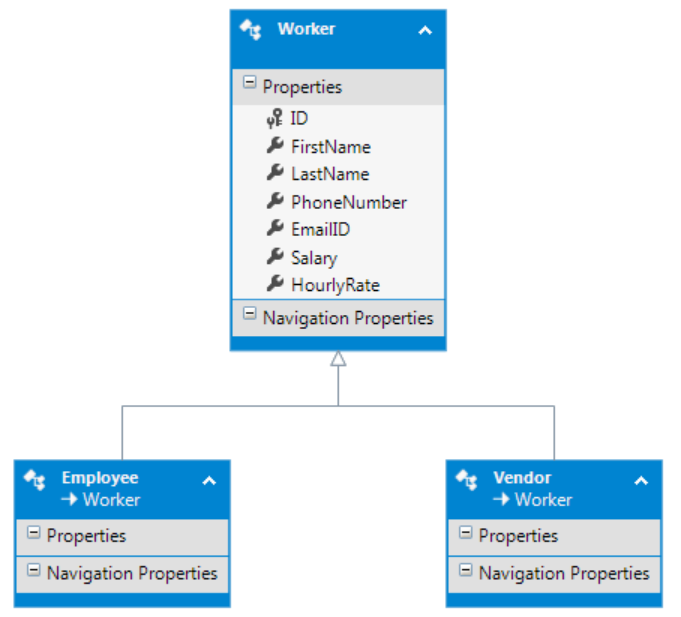 Worker
Properties
ID
FirstName
LastName
PhoneNumber
EmailID
Salary
HourlyRate
Navigation Properties
Employee
Worker
Properties
Navigation Properties
Vendor
Worker
Properties
Navigation Properties